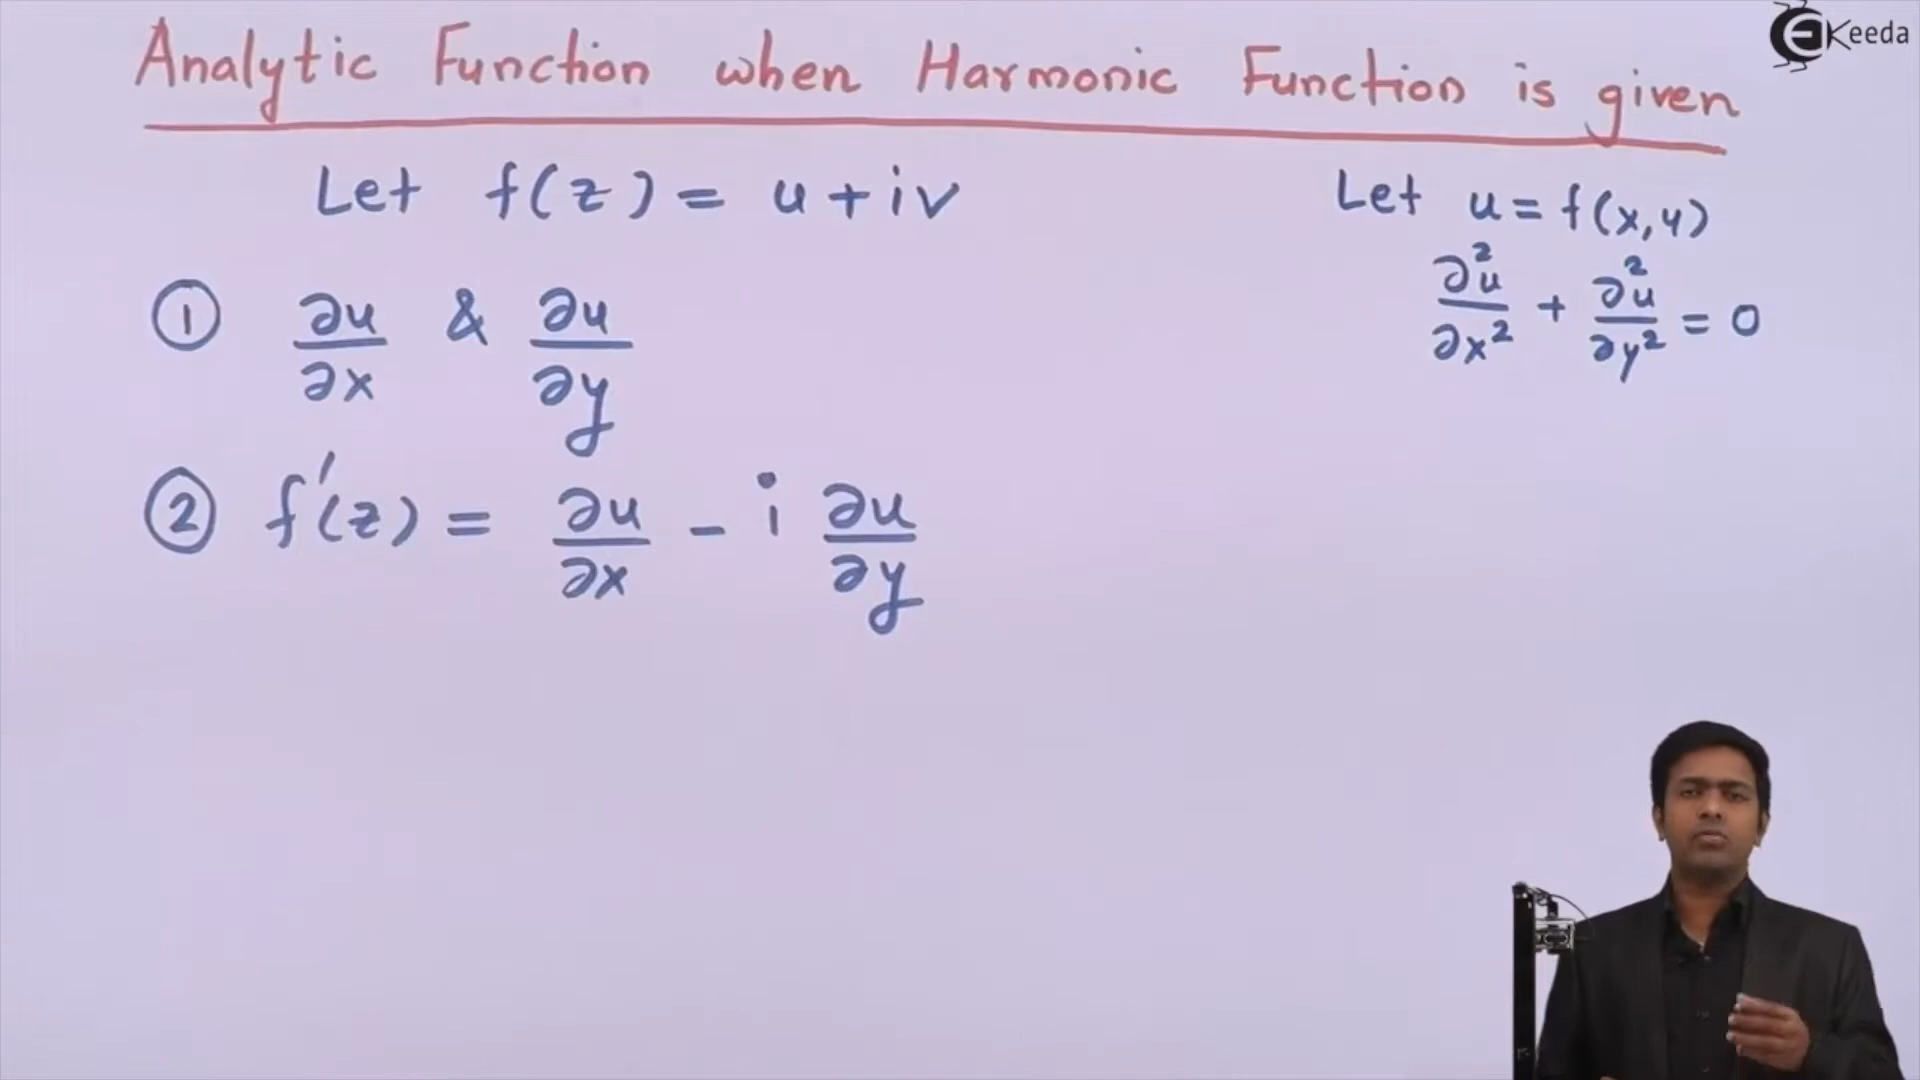 Analytic Function when Harmonic Function is given
Keeda
Let f(z) = u + iv
Let u = f(x, y)
∂²u/∂x² + ∂²u/∂y² = 0
① ∂u/∂x & ∂u/∂y
② f'(z) = ∂u/∂x - i ∂u/∂y